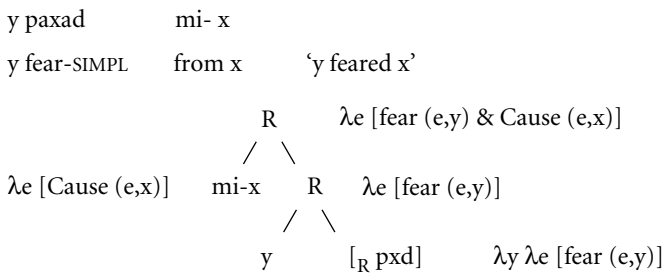 y paxad mi- x
y fear-SIMPL from x 'y feared x'
R λe [fear (e,y) & Cause (e,x)]
λe [Cause (e,x)] mi-x R λe [fear (e,y)]
y [R pxd] λy λe [fear (e,y)]